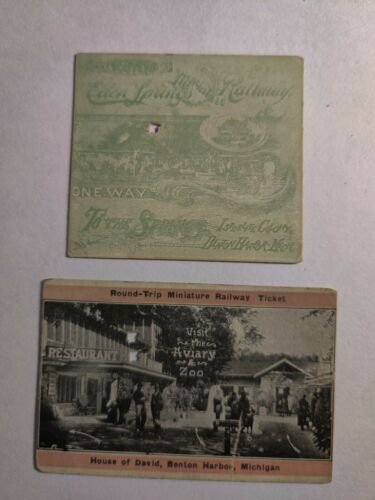 Eden Springs Miniature Railway.
ONE WAY
TO THE SPRINGS
Round-Trip Miniature Railway Ticket
RESTAURANT
Visit
the
Aviary
&
Zoo
House of David, Benton Harbor, Michigan